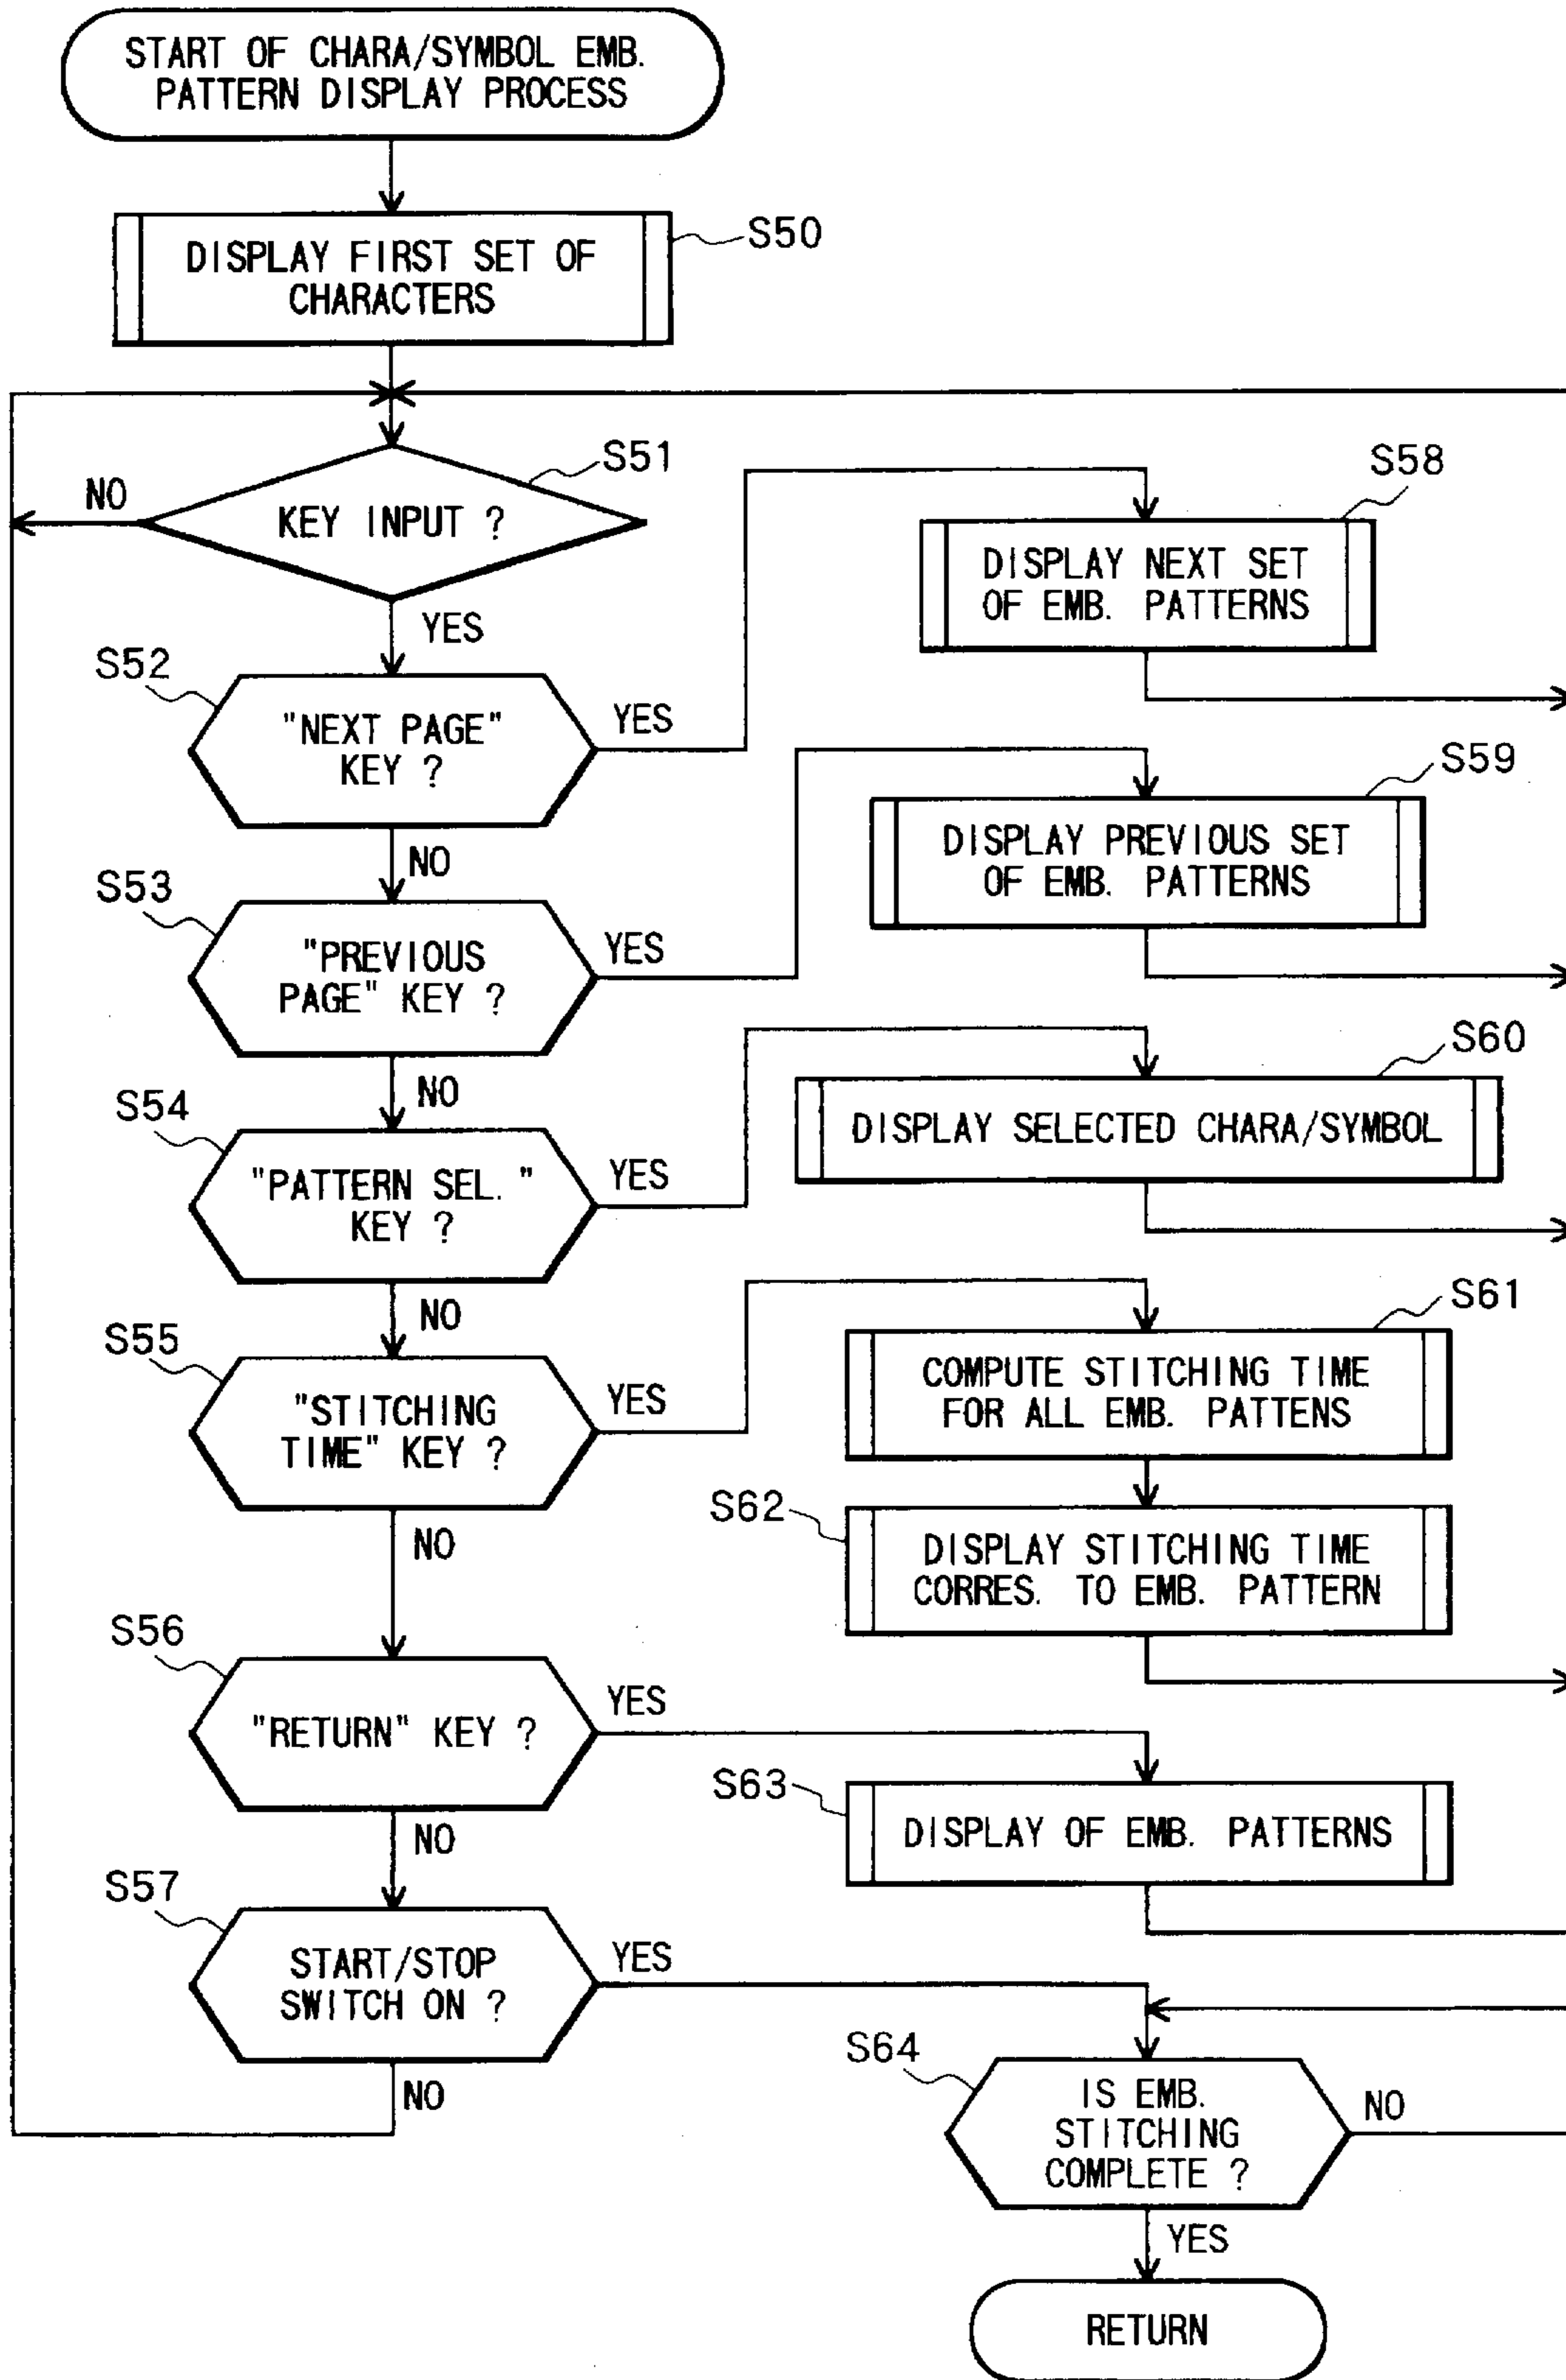 START OF CHARA/SYMBOL EMB.
PATTERN DISPLAY PROCESS
S50
DISPLAY FIRST SET OF
CHARACTERS
S51
NO
KEY INPUT ?
YES
S58
DISPLAY NEXT SET
OF EMB. PATTERNS
S52
"NEXT PAGE"
KEY ?
YES
NO
S59
DISPLAY PREVIOUS SET
OF EMB. PATTERNS
S53
"PREVIOUS
PAGE" KEY ?
YES
NO
S60
DISPLAY SELECTED CHARA/SYMBOL
S54
"PATTERN SEL. "
KEY ?
YES
NO
S61
COMPUTE STITCHING TIME
FOR ALL EMB. PATTENS
S55
"STITCHING
TIME" KEY ?
YES
NO
S62
DISPLAY STITCHING TIME
CORRES. TO EMB. PATTERN
S56
"RETURN" KEY ?
YES
NO
S63
DISPLAY OF EMB. PATTERNS
S57
START/STOP
SWITCH ON ?
YES
NO
S64
IS EMB.
STITCHING
COMPLETE ?
NO
YES
RETURN